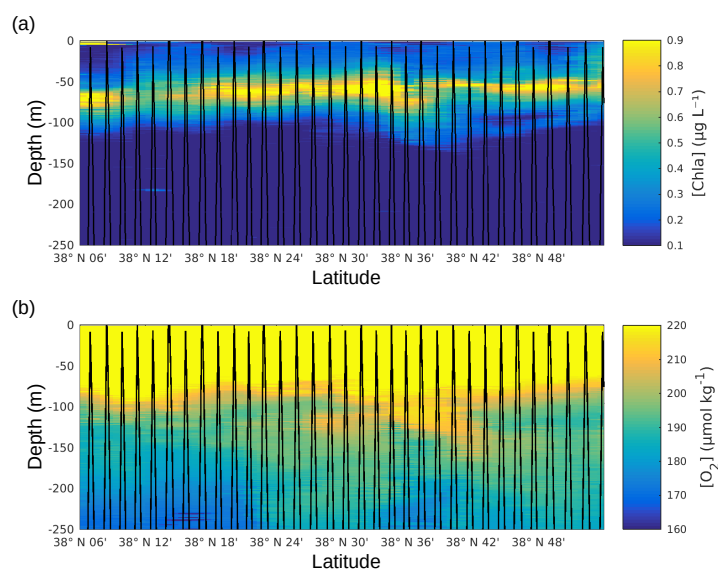 (a)
0
-50
-100
-150
-200
-250
Depth (m)
38° N 06' 38° N 12' 38° N 18' 38° N 24' 38° N 30' 38° N 36' 38° N 42' 38° N 48'
Latitude
0.9
0.8
0.7
0.6
0.5
0.4
0.3
0.2
0.1
[Chla] (μg L⁻¹)
(b)
0
-50
-100
-150
-200
-250
Depth (m)
38° N 06' 38° N 12' 38° N 18' 38° N 24' 38° N 30' 38° N 36' 38° N 42' 38° N 48'
Latitude
220
210
200
190
180
170
160
[O₂] (μmol kg⁻¹)